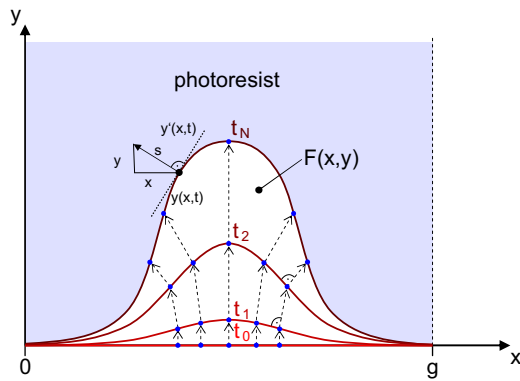 y
photoresist
y'(x,t)
t_N
F(x,y)
y
s
x
y(x,t)
t_2
t_1
t_0
0
g
x